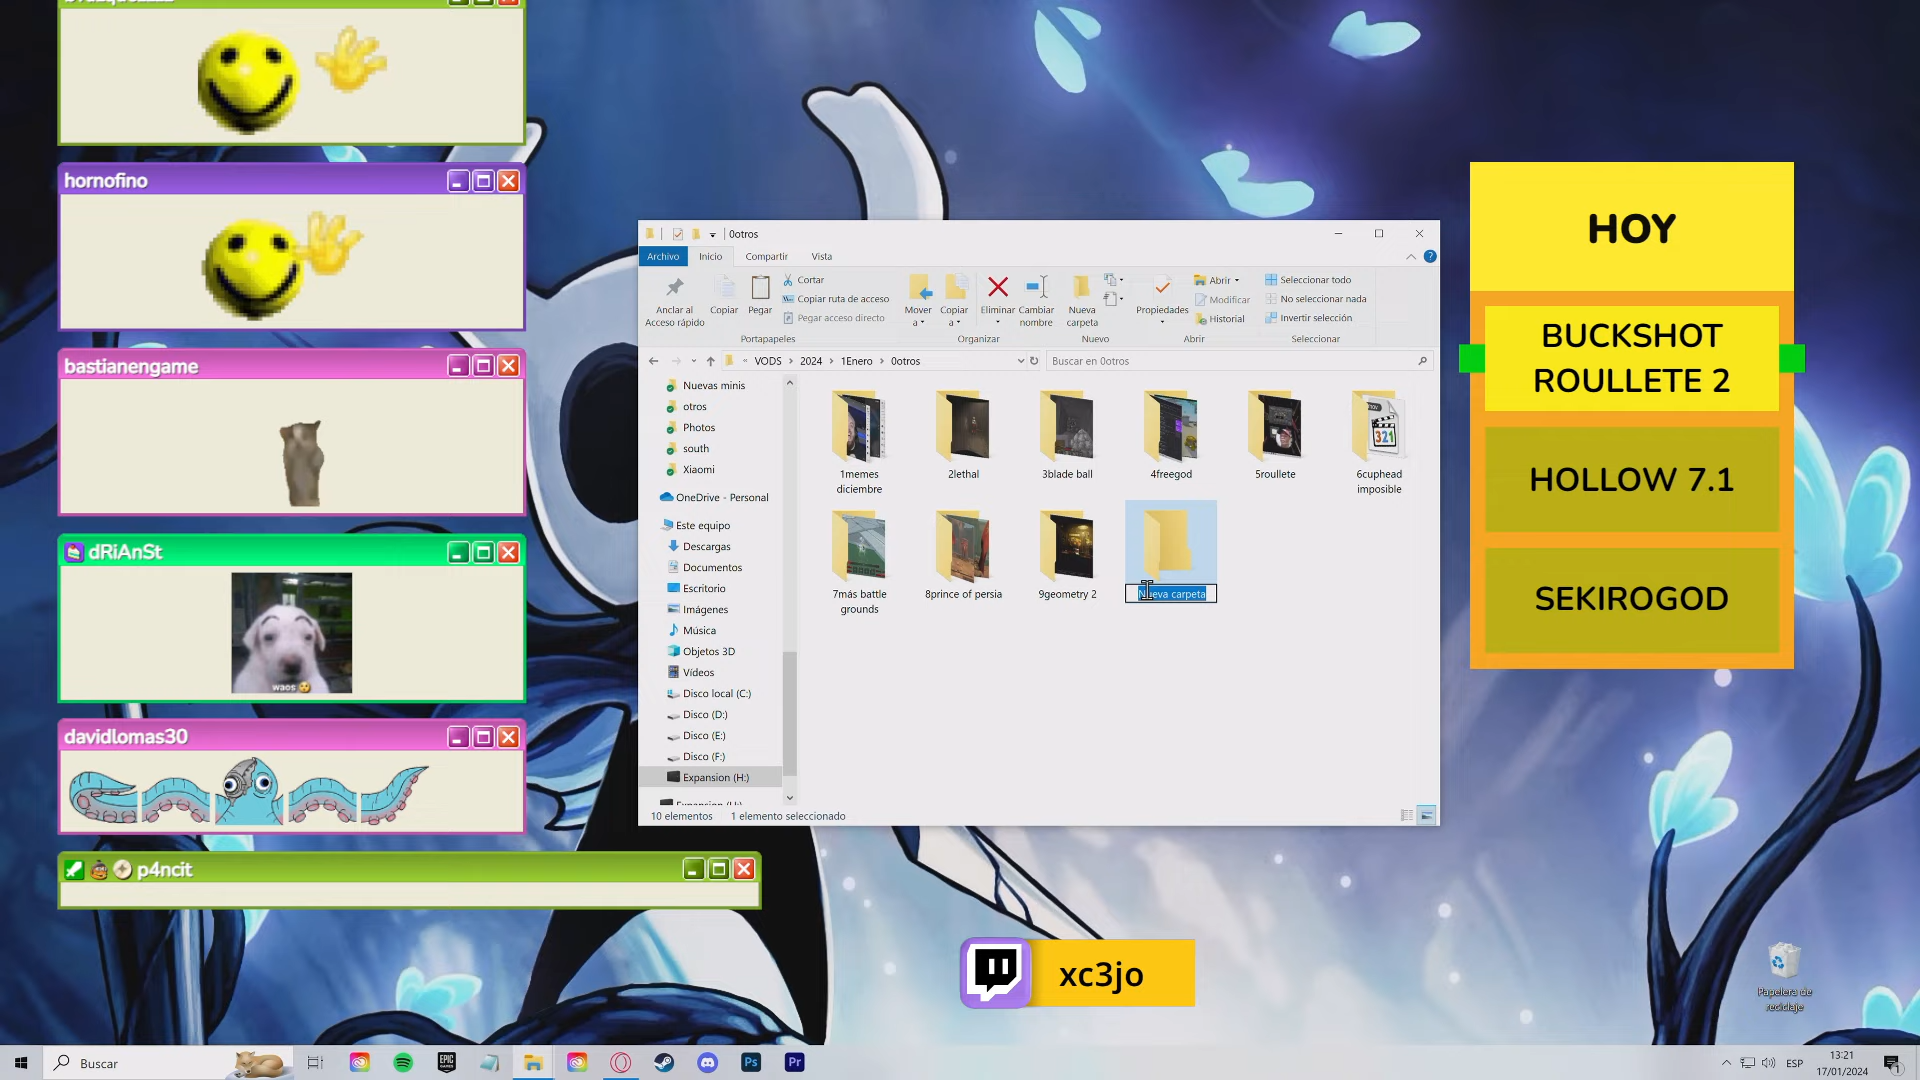 hornofino
bastianengame
dRiAnSt
waos
davidlomas30
p4ncit
0otros
Archivo
Inicio
Compartir
Vista
Anclar al
Acceso rápido
Copiar
Pegar
Cortar
Copiar ruta de acceso
Pegar acceso directo
Portapapeles
Mover
a
Copiar
a
Eliminar
Cambiar
nombre
Organizar
Nueva
carpeta
Nuevo
Propiedades
Abrir
Modificar
Historial
Abrir
Seleccionar todo
No seleccionar nada
Invertir selección
Seleccionar
« VODS > 2024 > 1Enero > 0otros
Buscar en 0otros
Nuevas minis
otros
Photos
south
Xiaomi
OneDrive - Personal
Este equipo
Descargas
Documentos
Escritorio
Imágenes
Música
Objetos 3D
Vídeos
Disco local (C:)
Disco (D:)
Disco (E:)
Disco (F:)
Expansion (H:)
1memes
diciembre
2lethal
3blade ball
4freegod
5roullete
6cuphead
imposible
321
7más battle
grounds
8prince of persia
9geometry 2
Nueva carpeta
10 elementos
1 elemento seleccionado
HOY
BUCKSHOT
ROULLETE 2
HOLLOW 7.1
SEKIROGOD
xc3jo
Papelera de
reciclaje
Buscar
EPIC
GAMES
Ps
Pr
ESP
13:21
17/01/2024
1